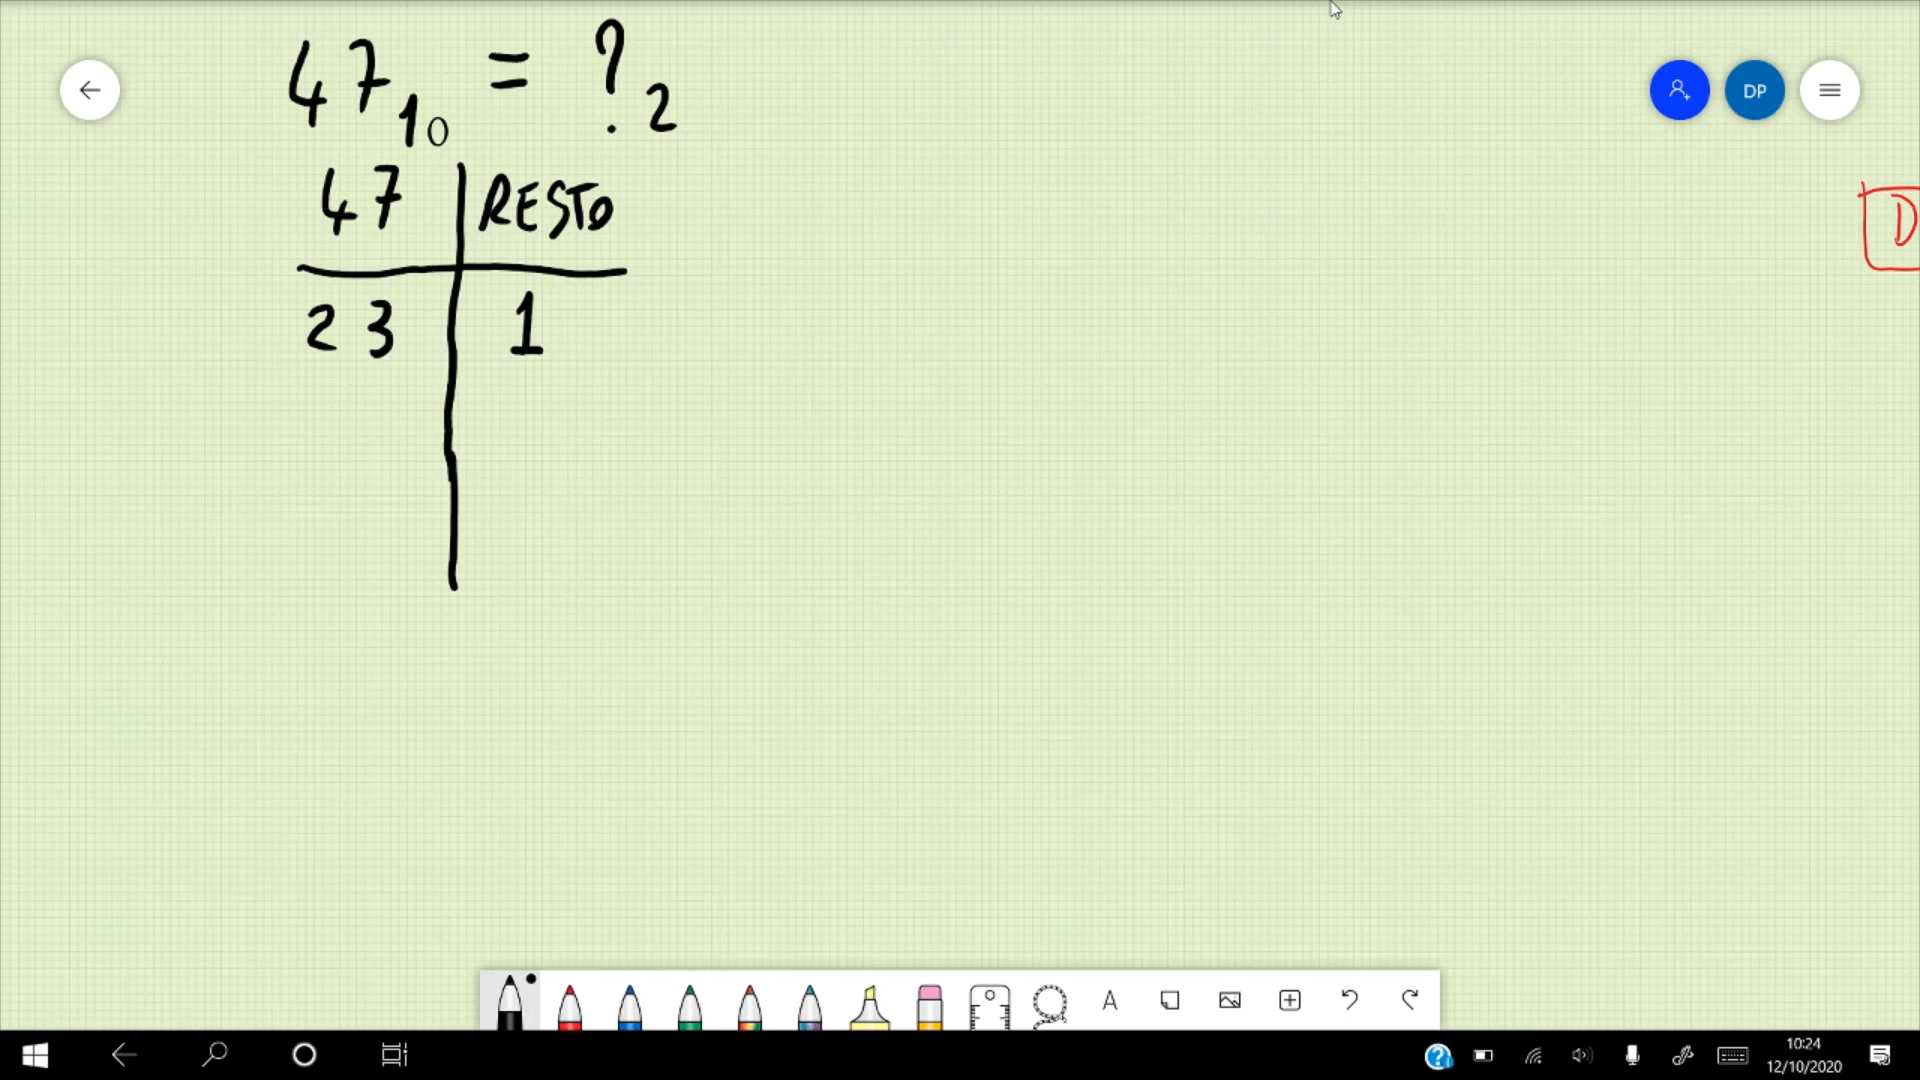 47₁₀ = ?₂
47 RESTO
23 1
D
DP
A
10:24
12/10/2020